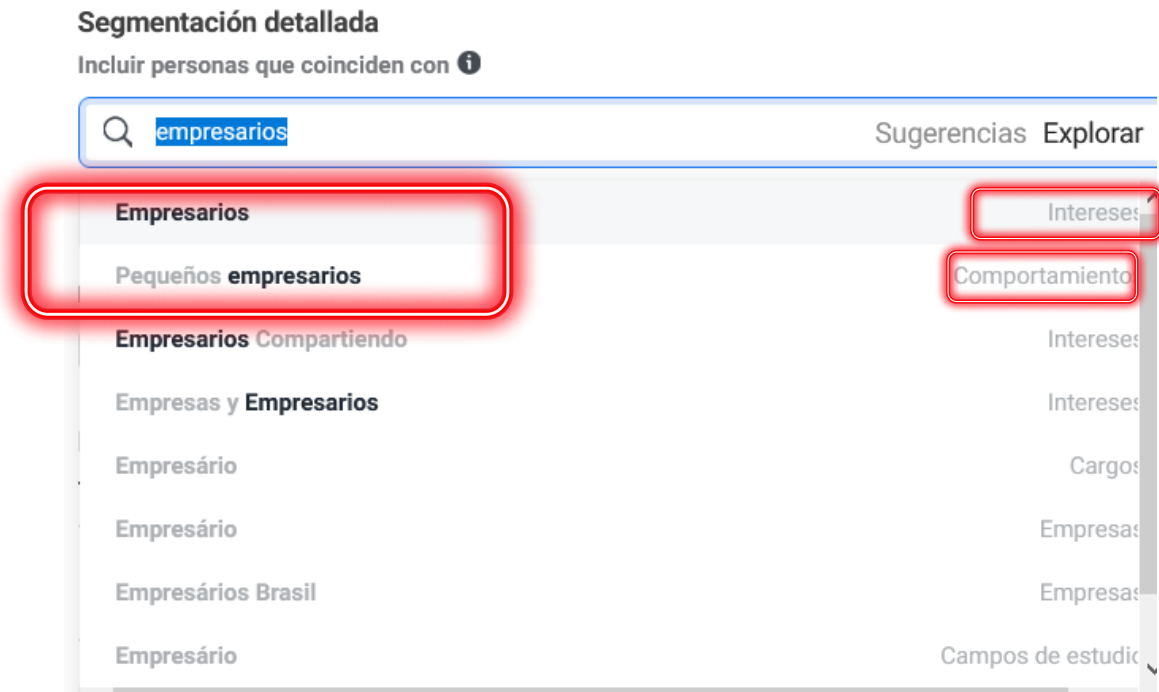 Segmentación detallada
Incluir personas que coinciden con
empresarios Sugerencias Explorar
Empresarios Intereses
Pequeños empresarios Comportamiento
Empresarios Compartiendo Intereses
Empresas y Empresarios Intereses
Empresário Cargos
Empresário Empresas
Empresários Brasil Empresas
Empresário Campos de estudio